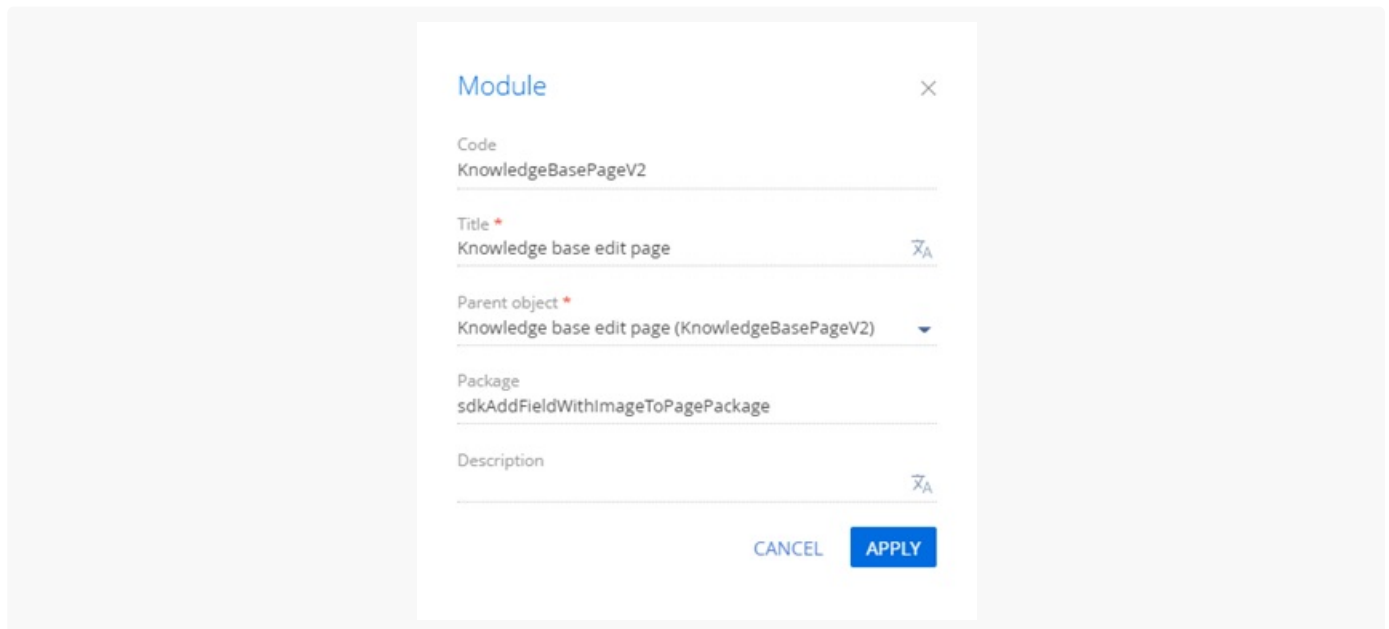 Module
Code
KnowledgeBasePageV2
Title *
Knowledge base edit page
Parent object *
Knowledge base edit page (KnowledgeBasePageV2)
Package
sdkAddFieldWithImageToPagePackage
Description
CANCEL APPLY